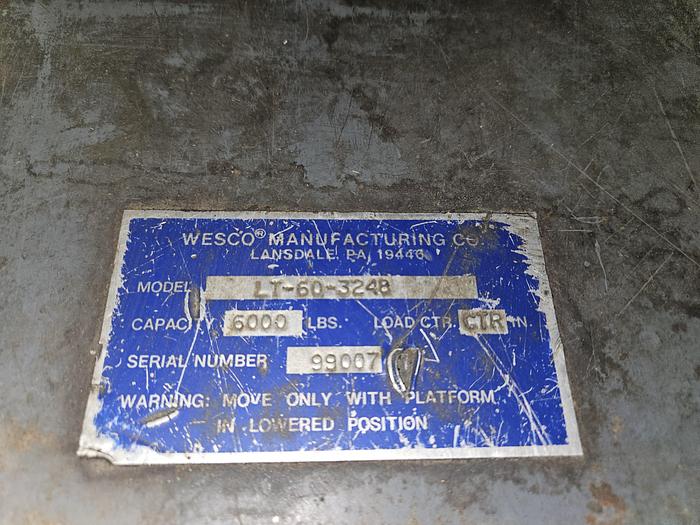 WESCO® MANUFACTURING CO.
LANSDALE, PA 19446
MODEL LT-60-3248
CAPACITY 6000 LBS. LOAD CTR. CTR IN.
SERIAL NUMBER 99007
WARNING: MOVE ONLY WITH PLATFORM
IN LOWERED POSITION